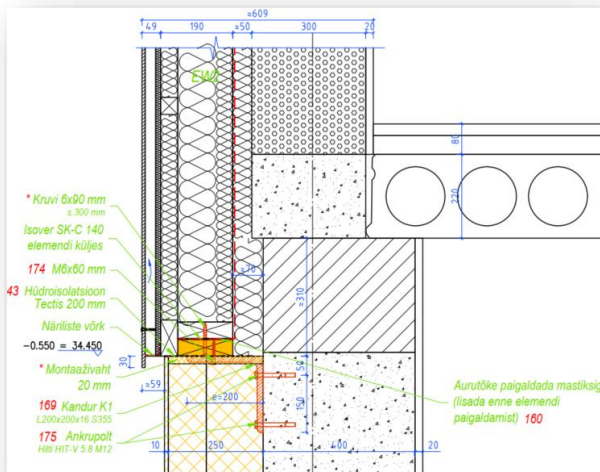 ≈609
49
190
≈50
300
20
EW2
80
220
* Kruvi 6x90 mm
s.300 mm
Isover SK-C 140
elemendi küljes
174 M6x60 mm
43 Hüdroisolatsioon
Tectis 200 mm
Näriliste võrk
-0.550 = 34.450
* Montaaživaht
20 mm
169 Kandur K1
L200x200x16 S355
175 Ankrupolt
Hilti HIT-V 5.8 M12
≈70
≈310
30
50
≈59
e=200
150
10
250
400
20
Aurutõke paigaldada mastiksig
(lisada enne elemendi
paigaldamist) 160